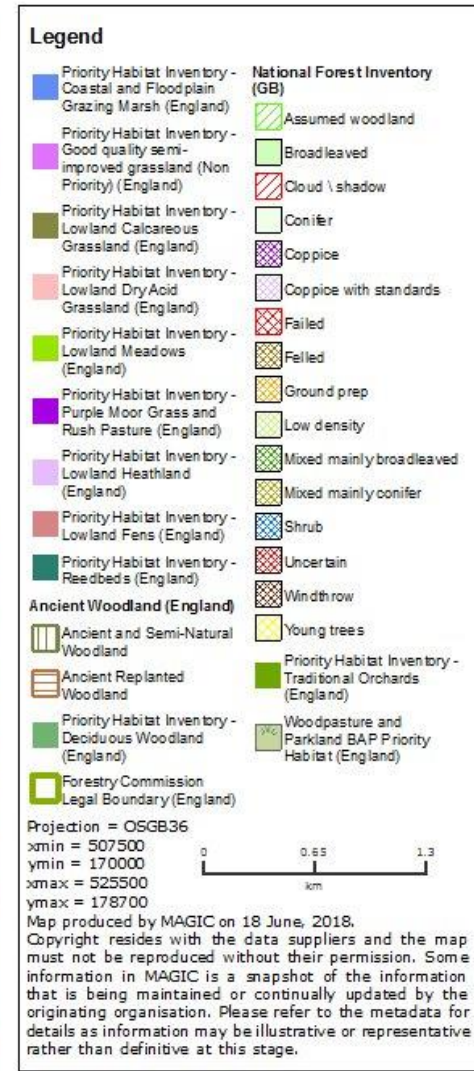 Legend
Priority Habitat Inventory -
Coastal and Floodplain
Grazing Marsh (England)
Priority Habitat Inventory -
Good quality semi-
improved grassland (Non
Priority) (England)
Priority Habitat Inventory -
Lowland Calcareous
Grassland (England)
Priority Habitat Inventory -
Lowland Dry Acid
Grassland (England)
Priority Habitat Inventory -
Lowland Meadows
(England)
Priority Habitat Inventory -
Purple Moor Grass and
Rush Pasture (England)
Priority Habitat Inventory -
Lowland Heathland
(England)
Priority Habitat Inventory -
Lowland Fens (England)
Priority Habitat Inventory -
Reedbeds (England)
Ancient Woodland (England)
Ancient and Semi-Natural
Woodland
Ancient Replanted
Woodland
Priority Habitat Inventory -
Deciduous Woodland
(England)
Forestry Commission
Legal Boundary (England)
National Forest Inventory
(GB)
Assumed woodland
Broadleaved
Cloud \ shadow
Conifer
Coppice
Coppice with standards
Failed
Felled
Ground prep
Low density
Mixed mainly broadleaved
Mixed mainly conifer
Shrub
Uncertain
Windthrow
Young trees
Priority Habitat Inventory -
Traditional Orchards
(England)
Woodpasture and
Parkland BAP Priority
Habitat (England)
Projection = OSGB36
xmin = 507500
ymin = 170000
xmax = 525500
ymax = 178700
0 0.65 1.3
km
Map produced by MAGIC on 18 June, 2018.
Copyright resides with the data suppliers and the map
must not be reproduced without their permission. Some
information in MAGIC is a snapshot of the information
that is being maintained or continually updated by the
originating organisation. Please refer to the metadata for
details as information may be illustrative or representative
rather than definitive at this stage.